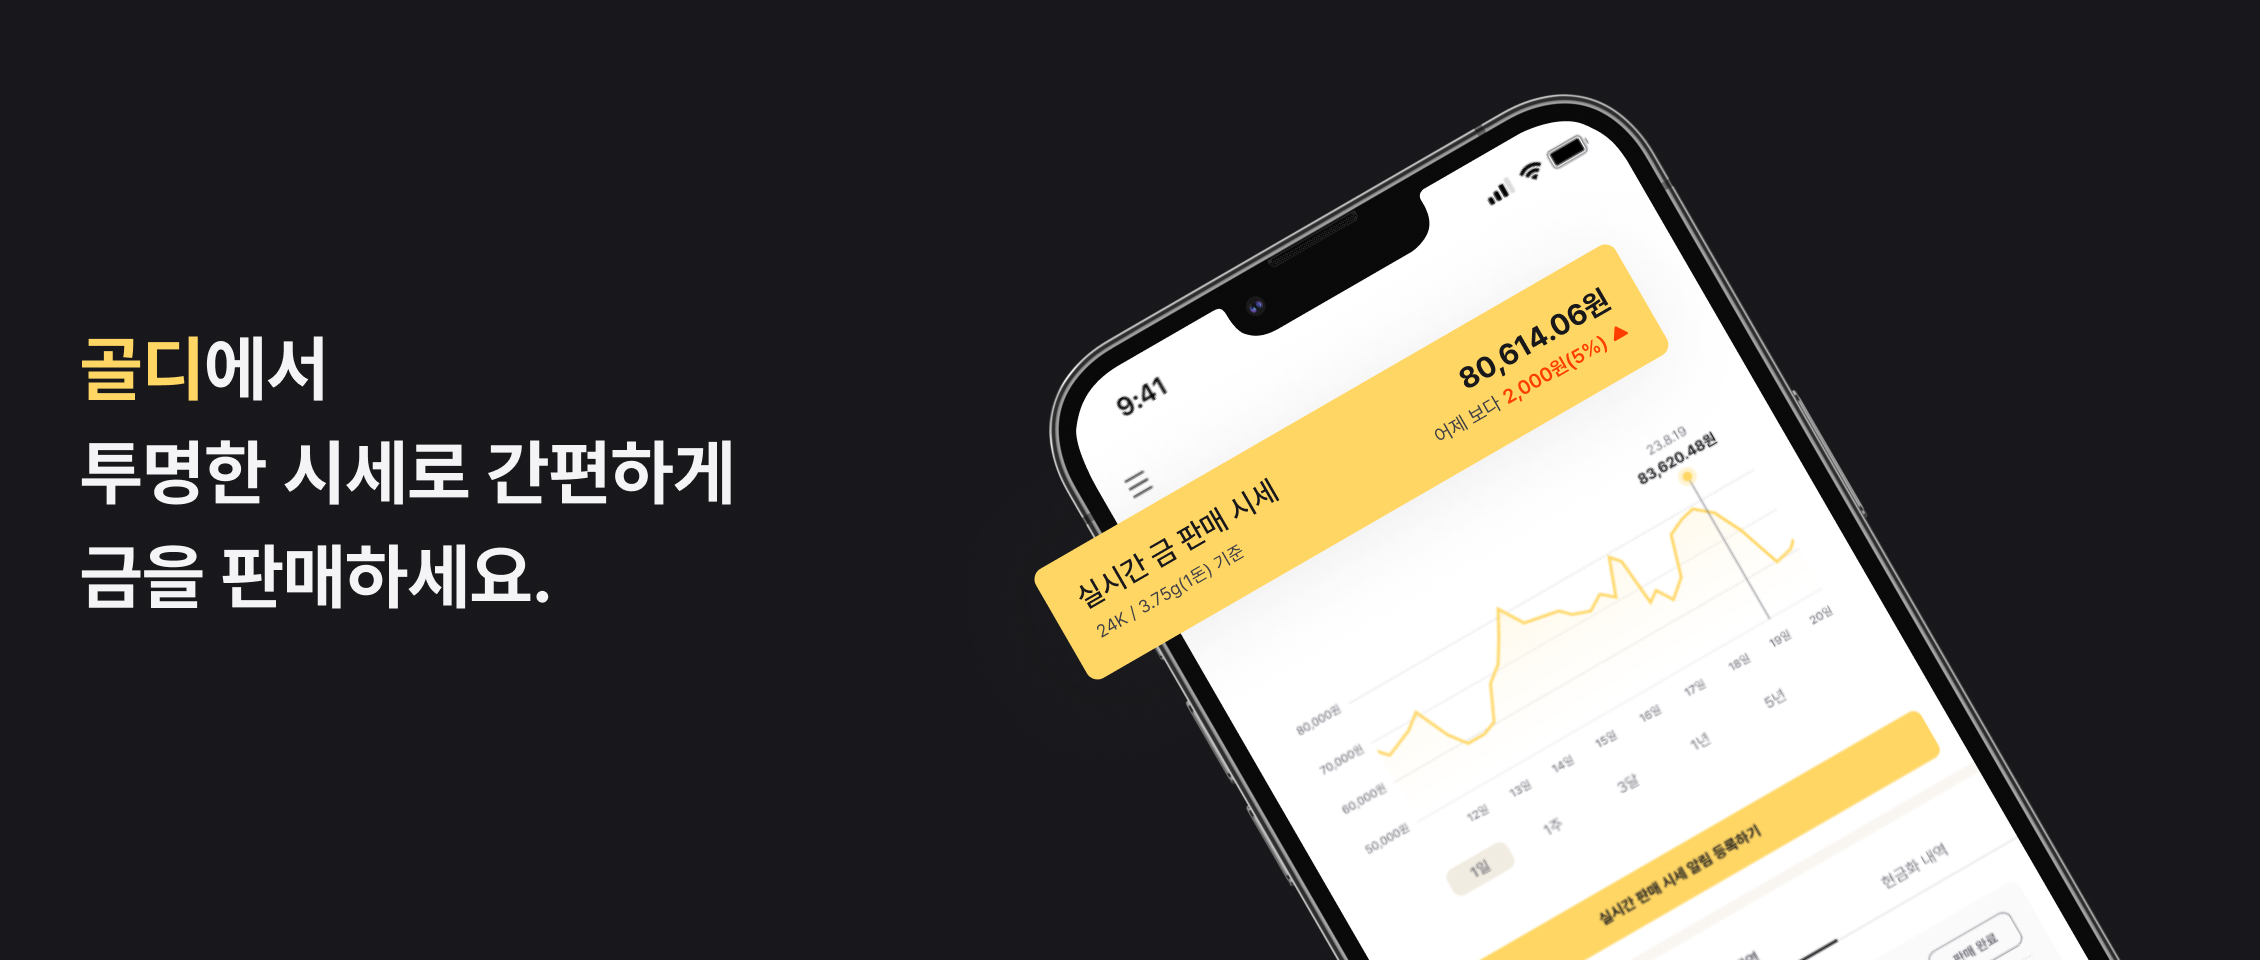 골디에서
투명한 시세로 간편하게
금을 판매하세요.
9:41
실시간 금 판매 시세
24K / 3.75g(1돈) 기준
80,614.06원
어제 보다 2,000원(5%) ▲
23.8.19
83,620.48원
80,000원
70,000원
60,000원
50,000원
12일 13일 14일 15일 16일 17일 18일 19일 20일
1일 1주 3달 1년 5년
실시간 판매 시세 알림 등록하기
현금화 내역
판매 완료